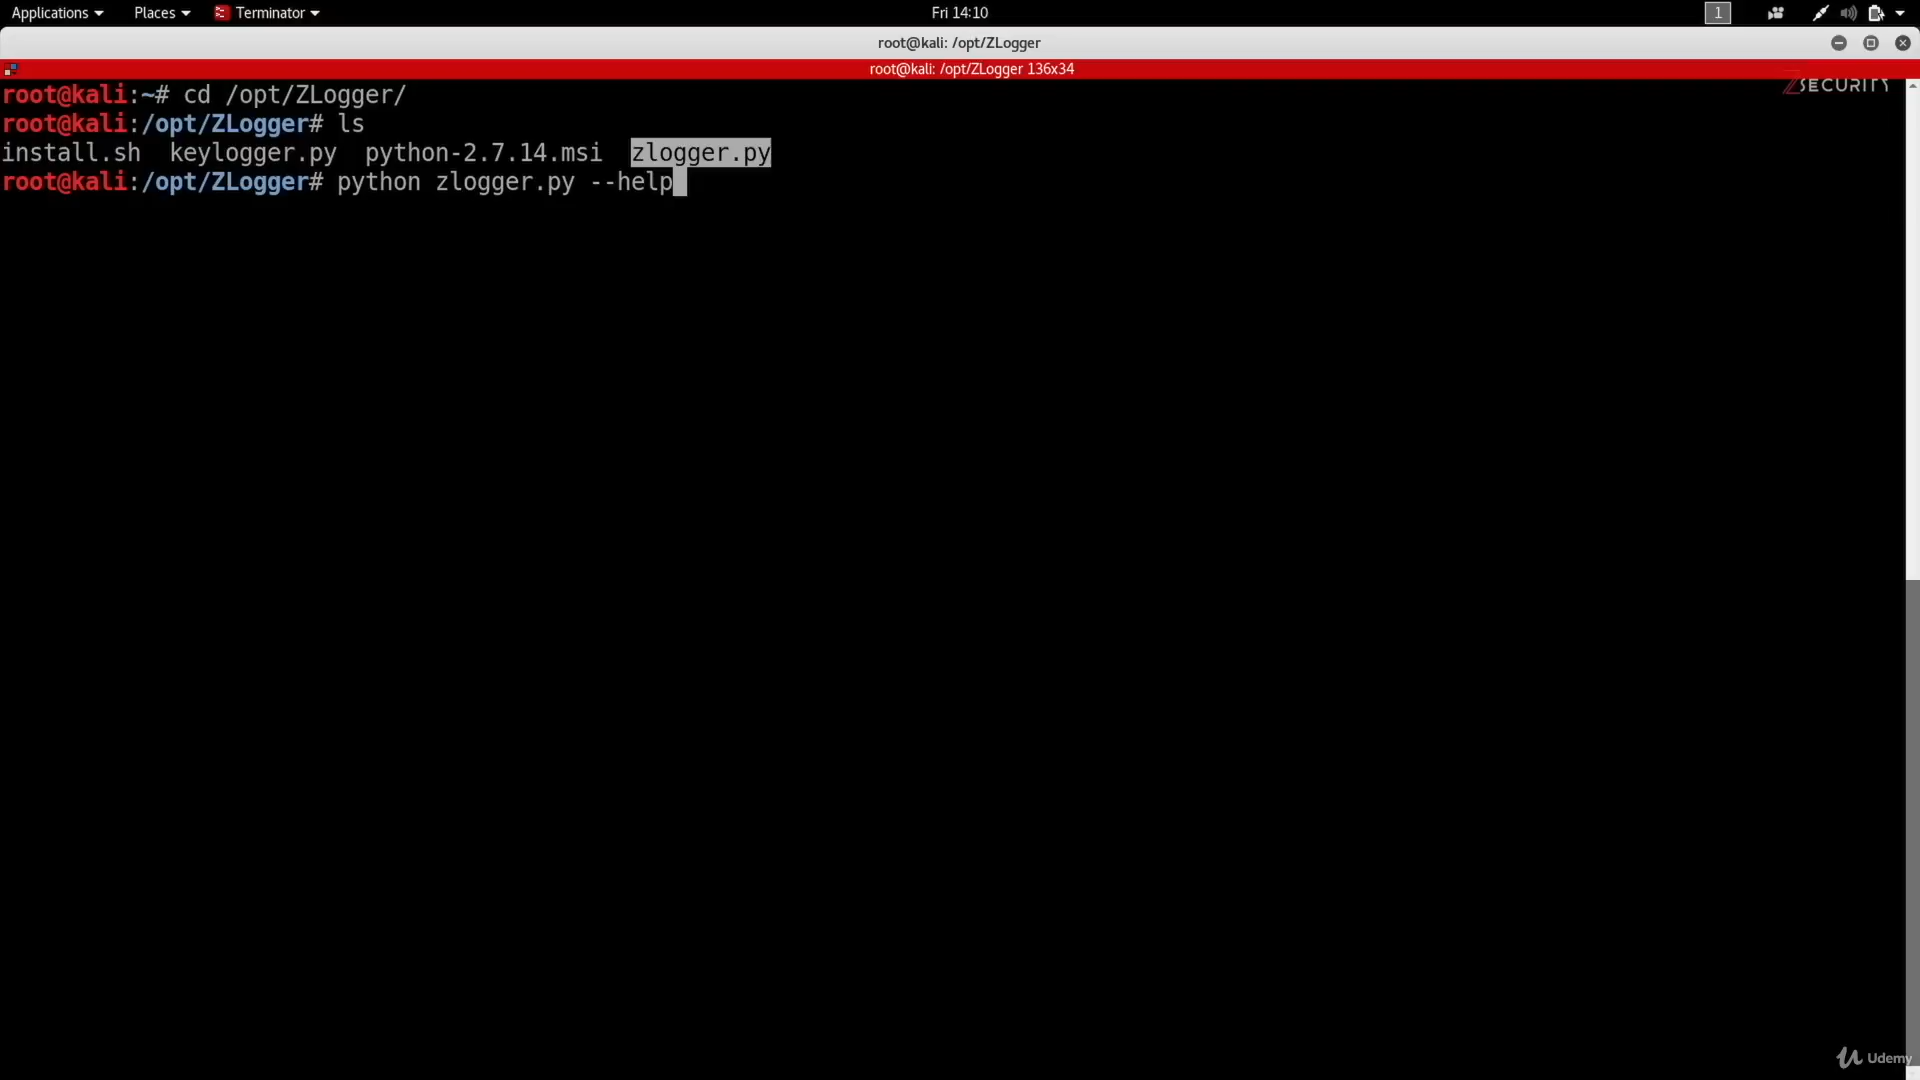 Applications Places Terminator Fri 14:10 1
root@kali: /opt/ZLogger
root@kali: /opt/ZLogger 136x34
ZSECURITY
root@kali:~# cd /opt/ZLogger/
root@kali:/opt/ZLogger# ls
install.sh keylogger.py python-2.7.14.msi zlogger.py
root@kali:/opt/ZLogger# python zlogger.py --help
Udemy